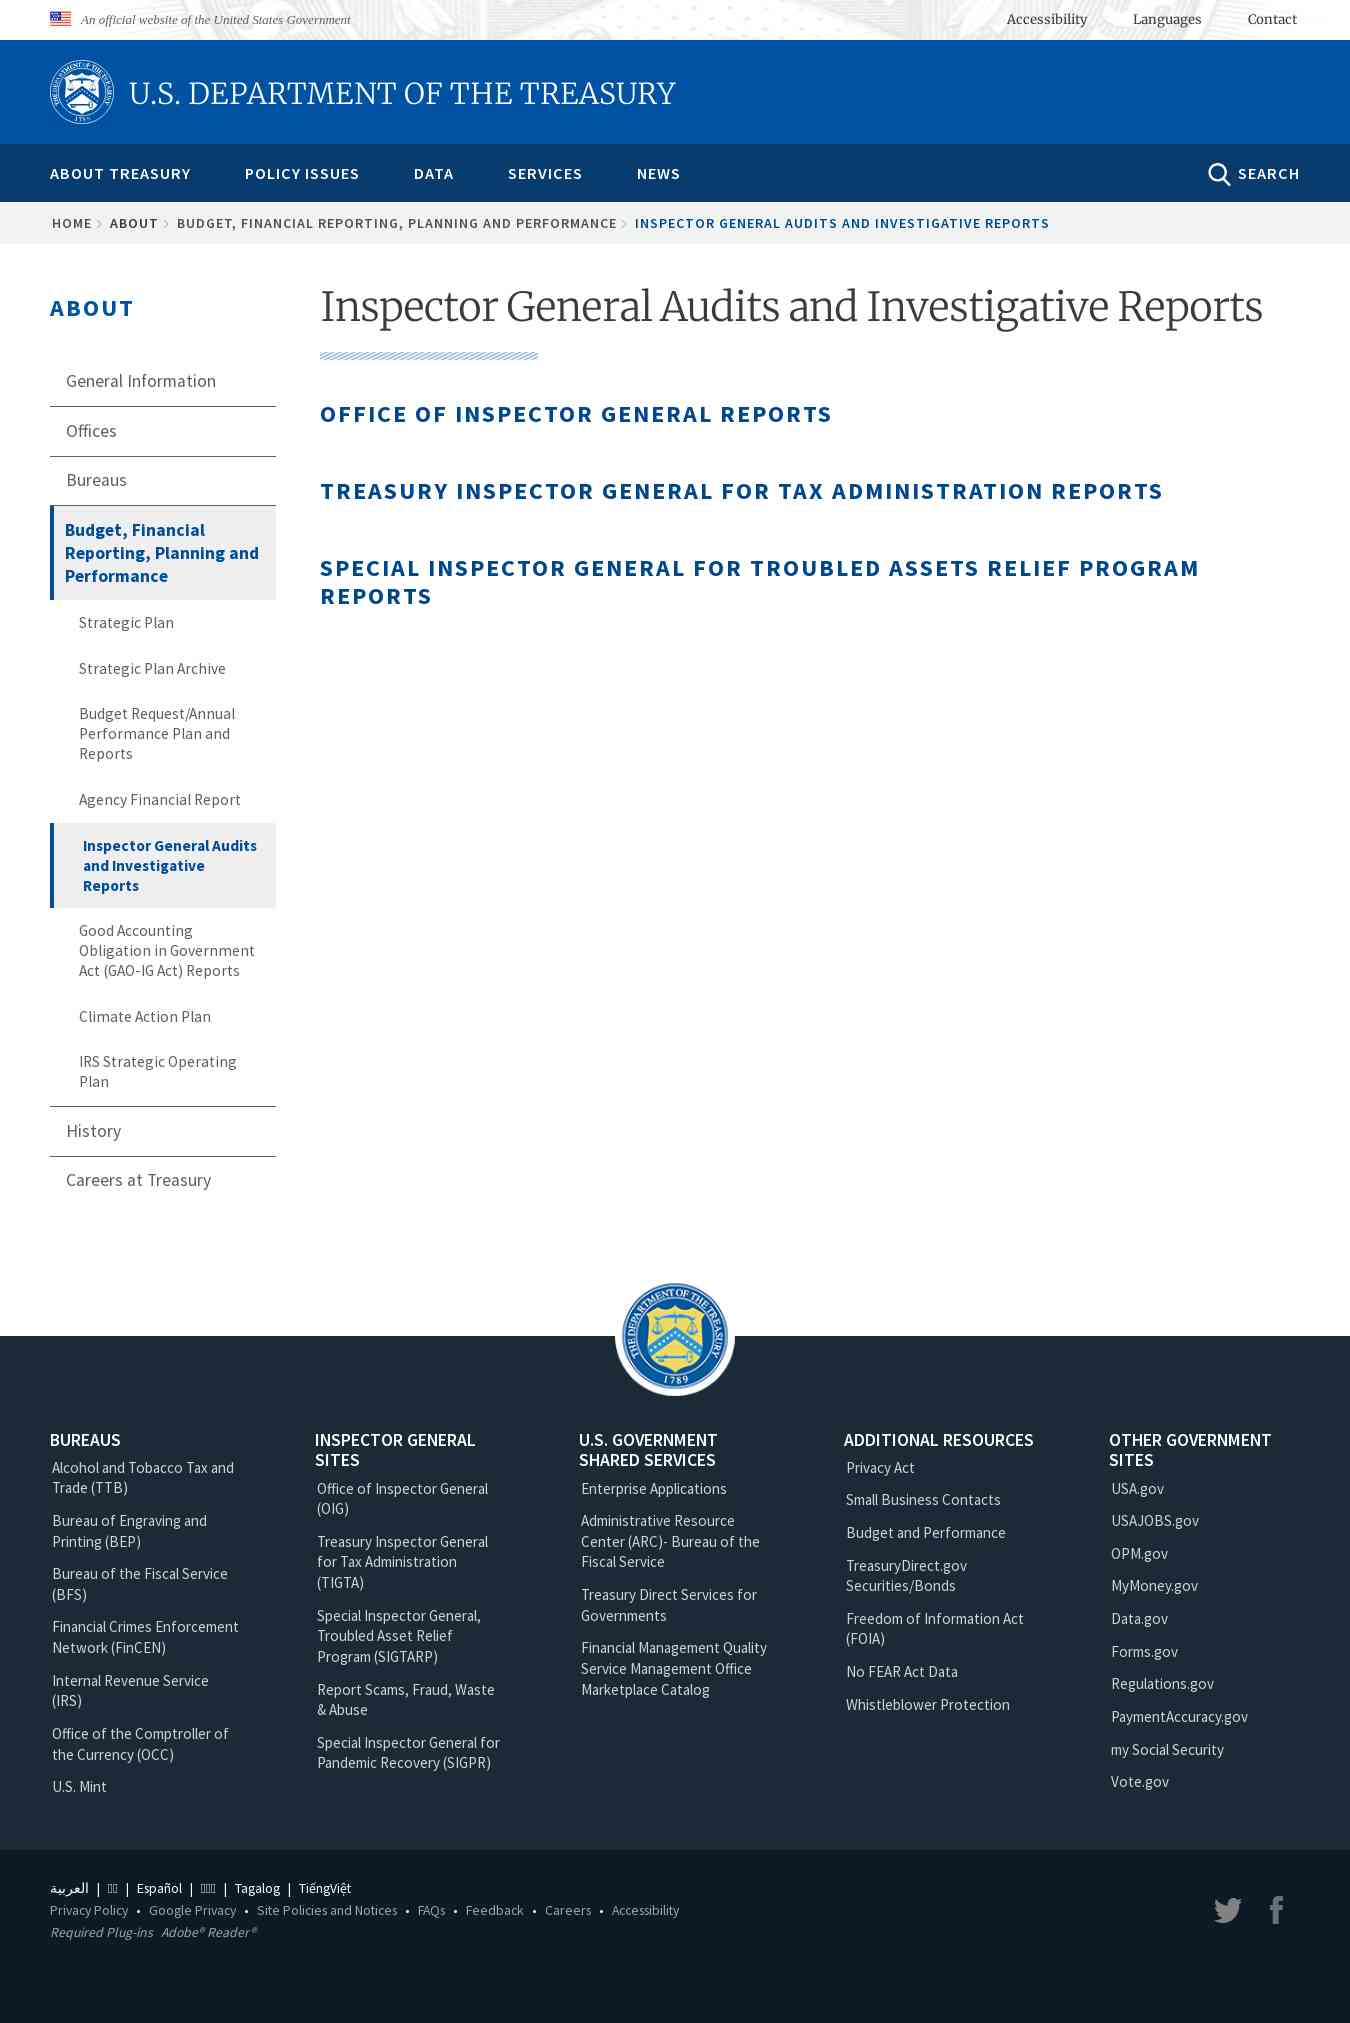 An official website of the United States Government
Accessibility Languages Contact
U.S. DEPARTMENT OF THE TREASURY
ABOUT TREASURY POLICY ISSUES DATA SERVICES NEWS SEARCH
HOME ABOUT BUDGET, FINANCIAL REPORTING, PLANNING AND PERFORMANCE INSPECTOR GENERAL AUDITS AND INVESTIGATIVE REPORTS
ABOUT
General Information
Offices
Bureaus
Budget, Financial
Reporting, Planning and
Performance
Strategic Plan
Strategic Plan Archive
Budget Request/Annual
Performance Plan and
Reports
Agency Financial Report
Inspector General Audits
and Investigative
Reports
Good Accounting
Obligation in Government
Act (GAO-IG Act) Reports
Climate Action Plan
IRS Strategic Operating
Plan
History
Careers at Treasury
Inspector General Audits and Investigative Reports
OFFICE OF INSPECTOR GENERAL REPORTS
TREASURY INSPECTOR GENERAL FOR TAX ADMINISTRATION REPORTS
SPECIAL INSPECTOR GENERAL FOR TROUBLED ASSETS RELIEF PROGRAM
REPORTS
THE DEPARTMENT OF THE TREASURY
1789
BUREAUS
Alcohol and Tobacco Tax and
Trade (TTB)
Bureau of Engraving and
Printing (BEP)
Bureau of the Fiscal Service
(BFS)
Financial Crimes Enforcement
Network (FinCEN)
Internal Revenue Service
(IRS)
Office of the Comptroller of
the Currency (OCC)
U.S. Mint
INSPECTOR GENERAL
SITES
Office of Inspector General
(OIG)
Treasury Inspector General
for Tax Administration
(TIGTA)
Special Inspector General,
Troubled Asset Relief
Program (SIGTARP)
Report Scams, Fraud, Waste
& Abuse
Special Inspector General for
Pandemic Recovery (SIGPR)
U.S. GOVERNMENT
SHARED SERVICES
Enterprise Applications
Administrative Resource
Center (ARC)- Bureau of the
Fiscal Service
Treasury Direct Services for
Governments
Financial Management Quality
Service Management Office
Marketplace Catalog
ADDITIONAL RESOURCES
Privacy Act
Small Business Contacts
Budget and Performance
TreasuryDirect.gov
Securities/Bonds
Freedom of Information Act
(FOIA)
No FEAR Act Data
Whistleblower Protection
OTHER GOVERNMENT
SITES
USA.gov
USAJOBS.gov
OPM.gov
MyMoney.gov
Data.gov
Forms.gov
Regulations.gov
PaymentAccuracy.gov
my Social Security
Vote.gov
العربية | | Español | | Tagalog | TiếngViệt
Privacy Policy • Google Privacy • Site Policies and Notices • FAQs • Feedback • Careers • Accessibility
Required Plug-ins Adobe® Reader®